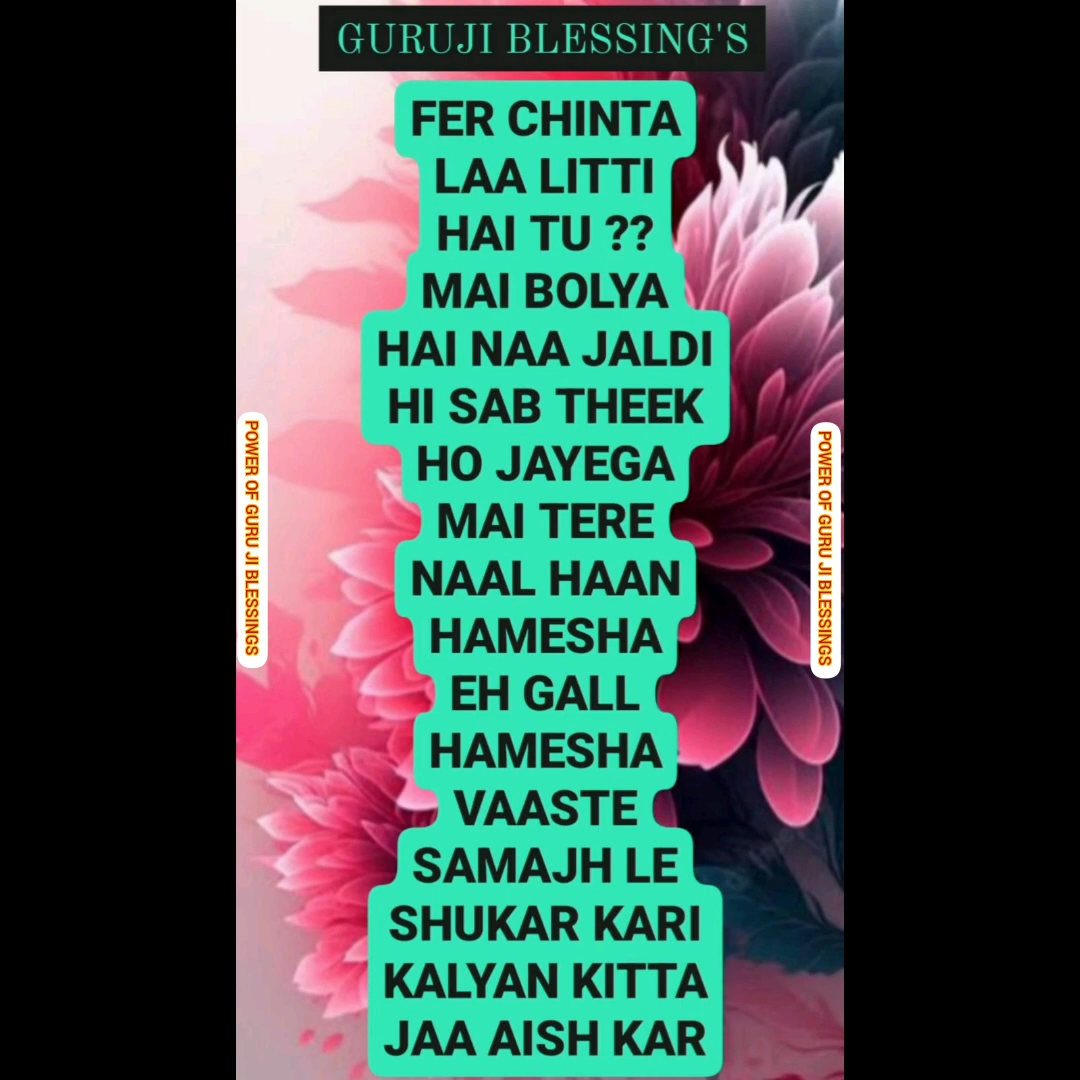 GURUJI BLESSING'S
FER CHINTA
LAA LITTI
HAI TU ??
MAI BOLYA
HAI NAA JALDI
HI SAB THEEK
HO JAYEGA
MAI TERE
NAAL HAAN
HAMESHA
EH GALL
HAMESHA
VAASTE
SAMAJH LE
SHUKAR KARI
KALYAN KITTA
JAA AISH KAR
POWER OF GURU JI BLESSINGS
POWER OF GURU JI BLESSINGS